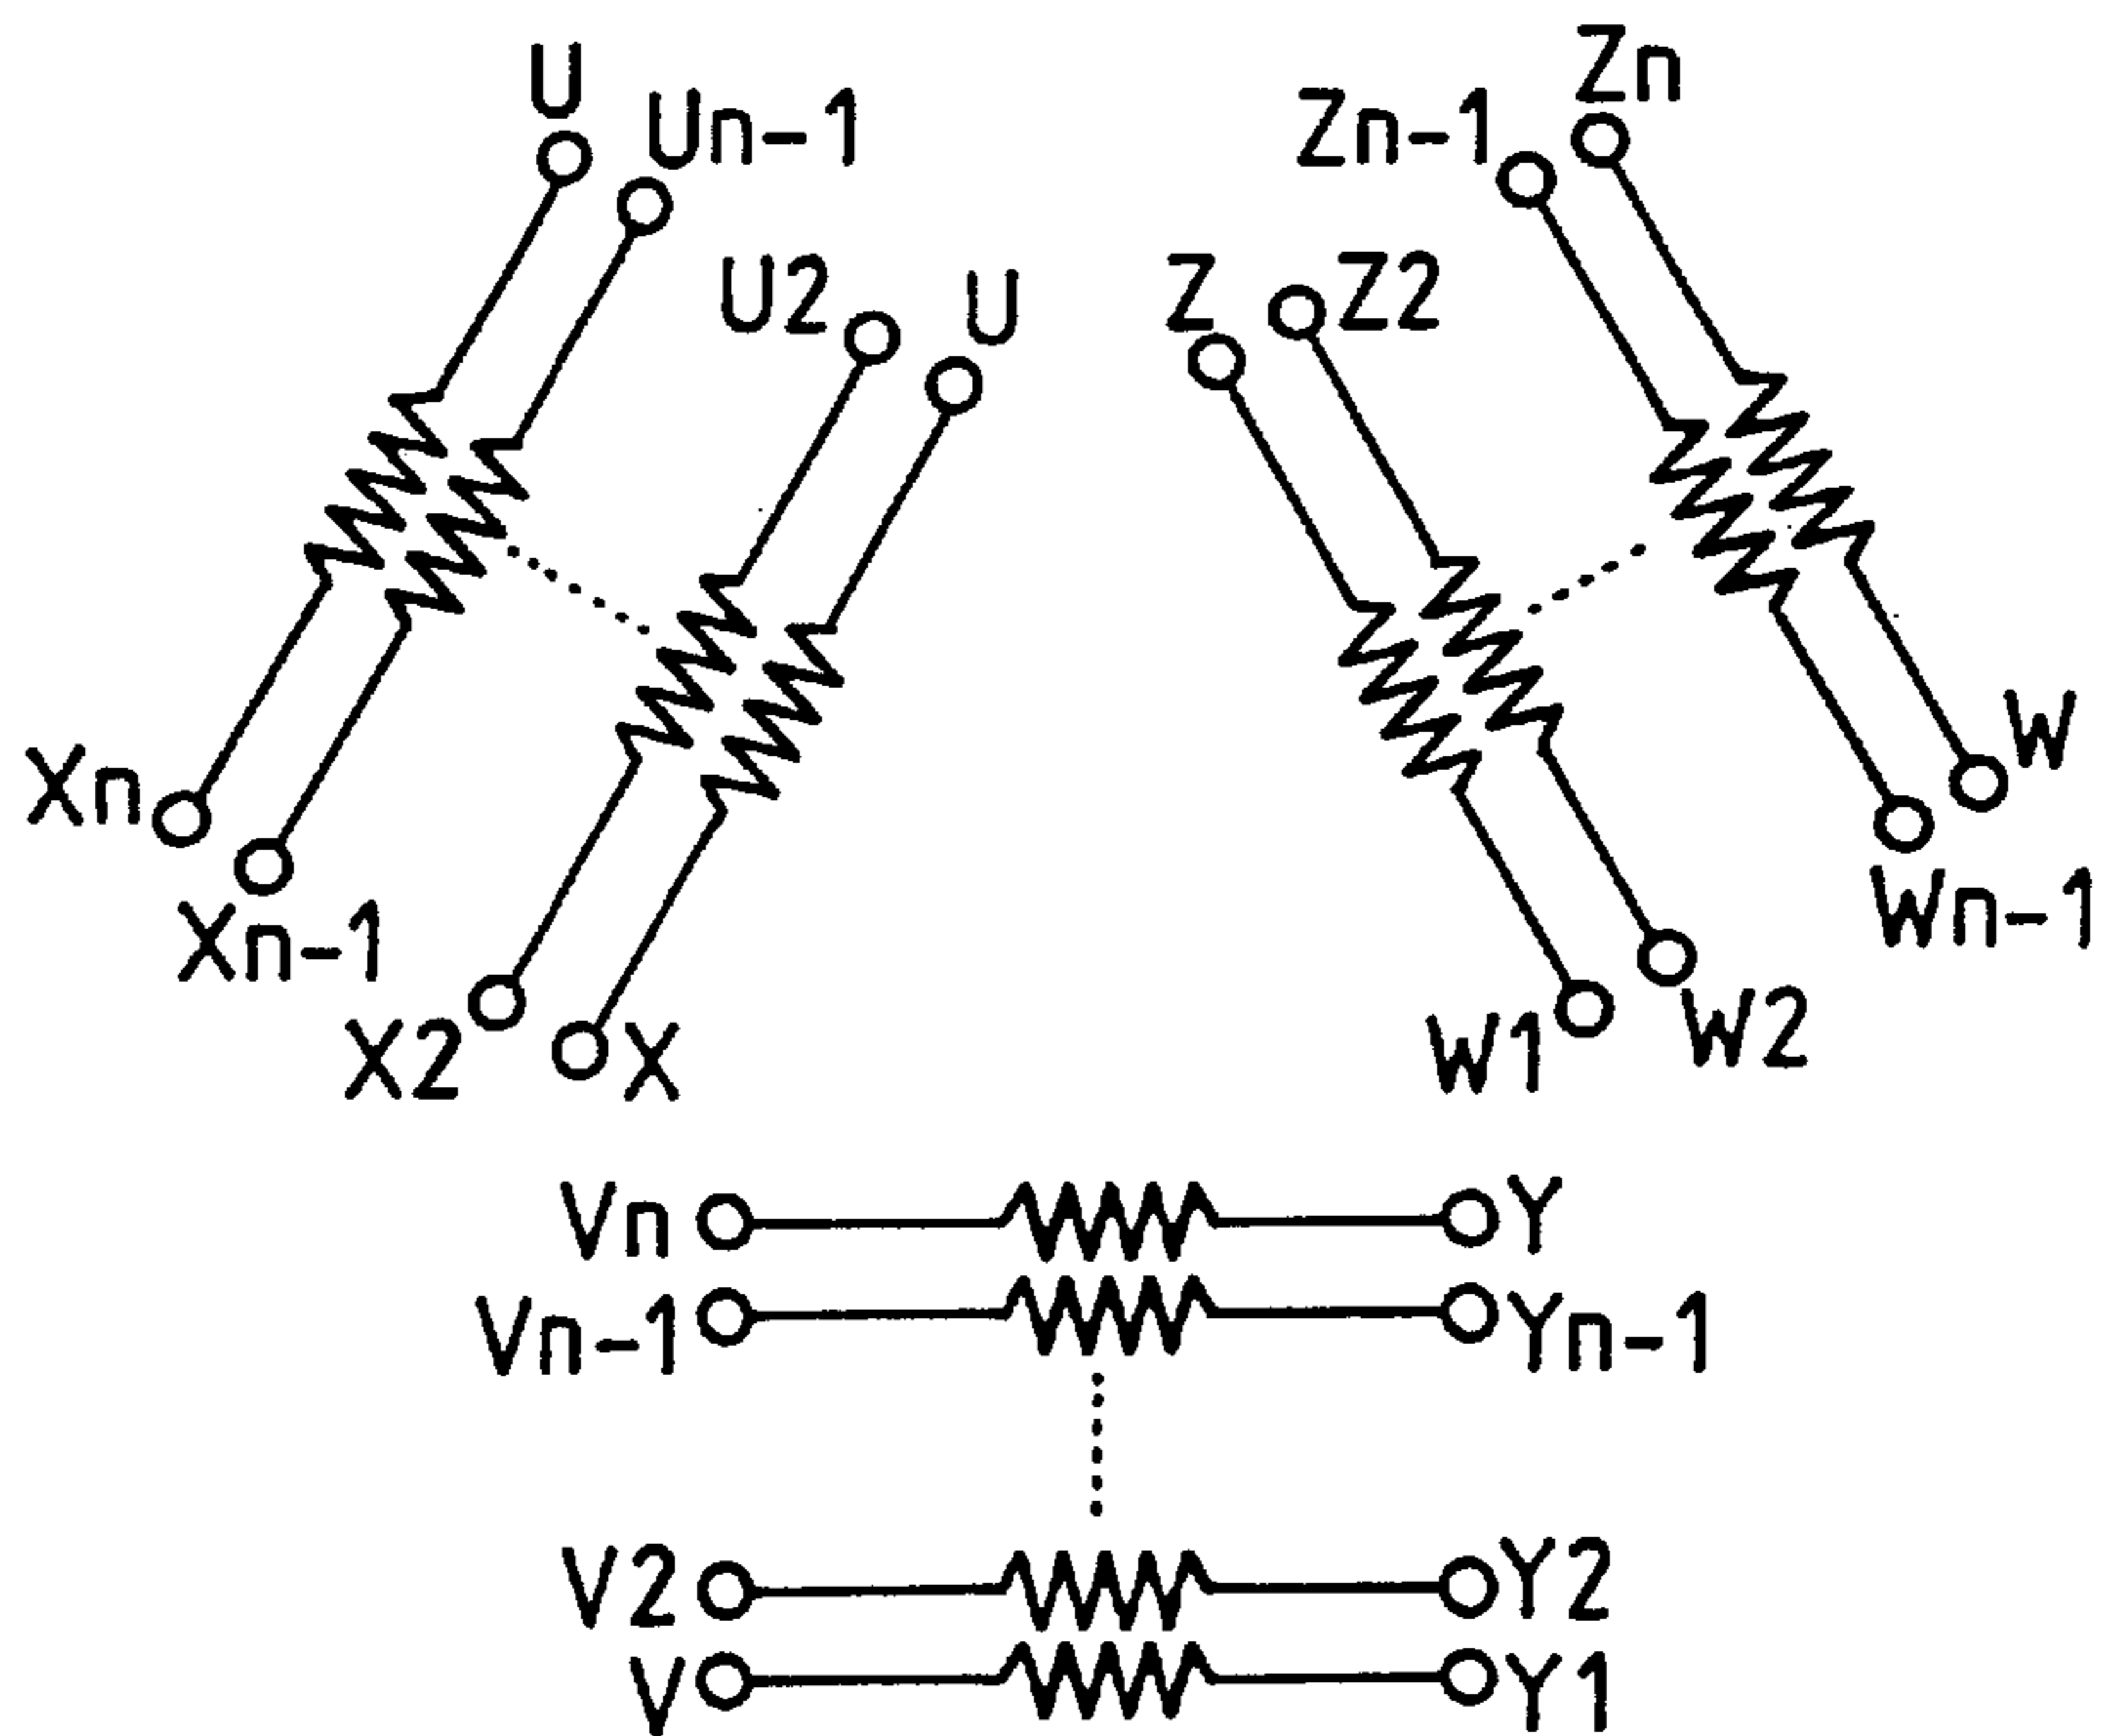 U
Un-1
U2
U
Xn
Xn-1
X2
X
Zn
Zn-1
Z
Z2
W
Wn-1
W2
W1
Vn
Y
Vn-1
Yn-1
V2
Y2
V
Y1